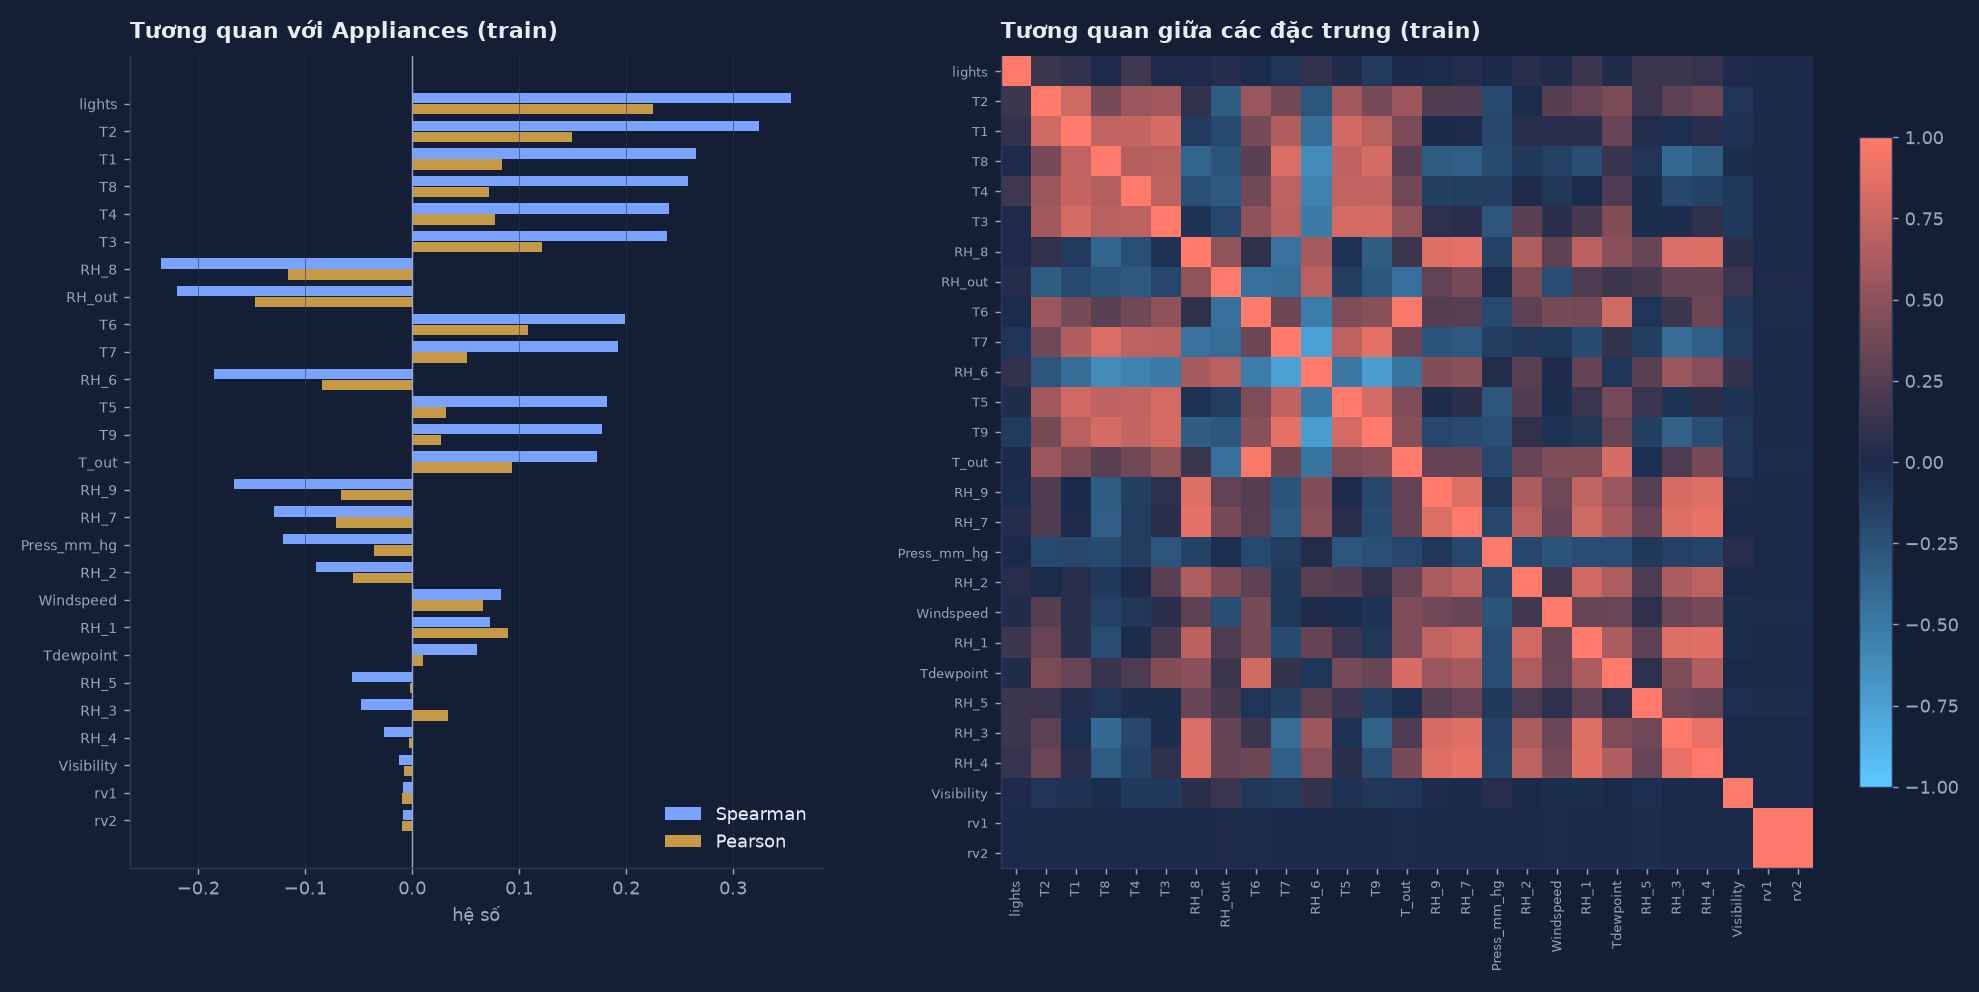 Tương quan với Appliances (train)
lights
T2
T1
T8
T4
T3
RH_8
RH_out
T6
T7
RH_6
T5
T9
T_out
RH_9
RH_7
Press_mm_hg
RH_2
Windspeed
RH_1
Tdewpoint
RH_5
RH_3
RH_4
Visibility
rv1
rv2
Spearman
Pearson
−0.2 −0.1 0.0 0.1 0.2 0.3
hệ số
Tương quan giữa các đặc trưng (train)
lights
T2
T1
T8
T4
T3
RH_8
RH_out
T6
T7
RH_6
T5
T9
T_out
RH_9
RH_7
Press_mm_hg
RH_2
Windspeed
RH_1
Tdewpoint
RH_5
RH_3
RH_4
Visibility
rv1
rv2
lights T2 T1 T8 T4 T3 RH_8 RH_out T6 T7 RH_6 T5 T9 T_out RH_9 RH_7 Press_mm_hg RH_2 Windspeed RH_1 Tdewpoint RH_5 RH_3 RH_4 Visibility rv1 rv2
1.00
0.75
0.50
0.25
0.00
−0.25
−0.50
−0.75
−1.00